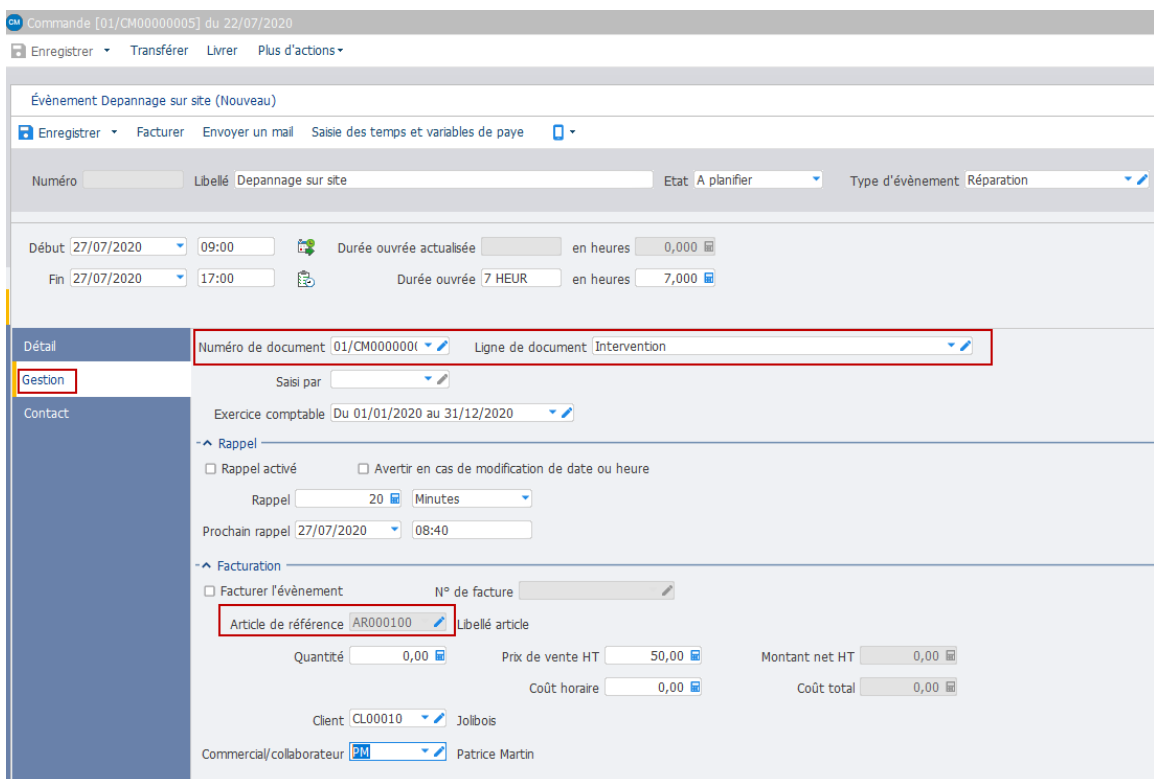 CM Commande [01/CM00000005] du 22/07/2020
Enregistrer Transférer Livrer Plus d'actions
Évènement Depannage sur site (Nouveau)
Enregistrer Facturer Envoyer un mail Saisie des temps et variables de paye
Numéro Libellé Depannage sur site Etat A planifier Type d'évènement Réparation
Début 27/07/2020 09:00 Durée ouvrée actualisée en heures 0,000
Fin 27/07/2020 17:00 Durée ouvrée 7 HEUR en heures 7,000
Détail
Gestion
Contact
Numéro de document 01/CM0000000( Ligne de document Intervention
Saisi par
Exercice comptable Du 01/01/2020 au 31/12/2020
Rappel
Rappel activé Avertir en cas de modification de date ou heure
Rappel 20 Minutes
Prochain rappel 27/07/2020 08:40
Facturation
Facturer l'évènement N° de facture
Article de référence AR000100 Libellé article
Quantité 0,00 Prix de vente HT 50,00 Montant net HT 0,00
Coût horaire 0,00 Coût total 0,00
Client CL00010 Jolibois
Commercial/collaborateur PM Patrice Martin